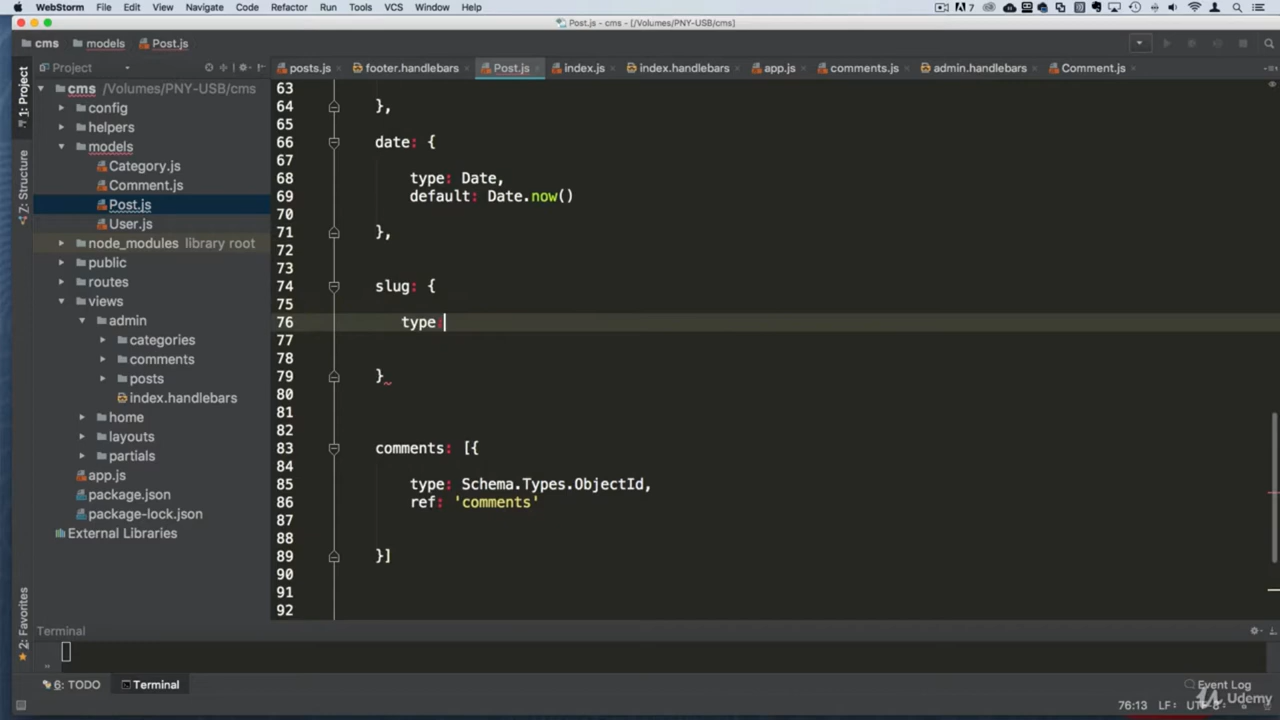 WebStorm File Edit View Navigate Code Refactor Run Tools VCS Window Help 7
Post.js - cms - [/Volumes/PNY-USB/cms]
cms models Post.js
Project posts.js footer.handlebars Post.js index.js index.handlebars app.js comments.js admin.handlebars Comment.js
1: Project
7: Structure
2: Favorites
cms /Volumes/PNY-USB/cms
config
helpers
models
Category.js
Comment.js
Post.js
User.js
node_modules library root
public
routes
views
admin
categories
comments
posts
index.handlebars
home
layouts
partials
app.js
package.json
package-lock.json
External Libraries
63
64 },
65
66 date: {
67
68 type: Date,
69 default: Date.now()
70
71 },
72
73
74 slug: {
75
76 type:
77
78
79 }
80
81
82
83 comments: [{
84
85 type: Schema.Types.ObjectId,
86 ref: 'comments'
87
88
89 }]
90
91
92
Terminal
6: TODO Terminal Event Log
76:13 LF÷
Udemy